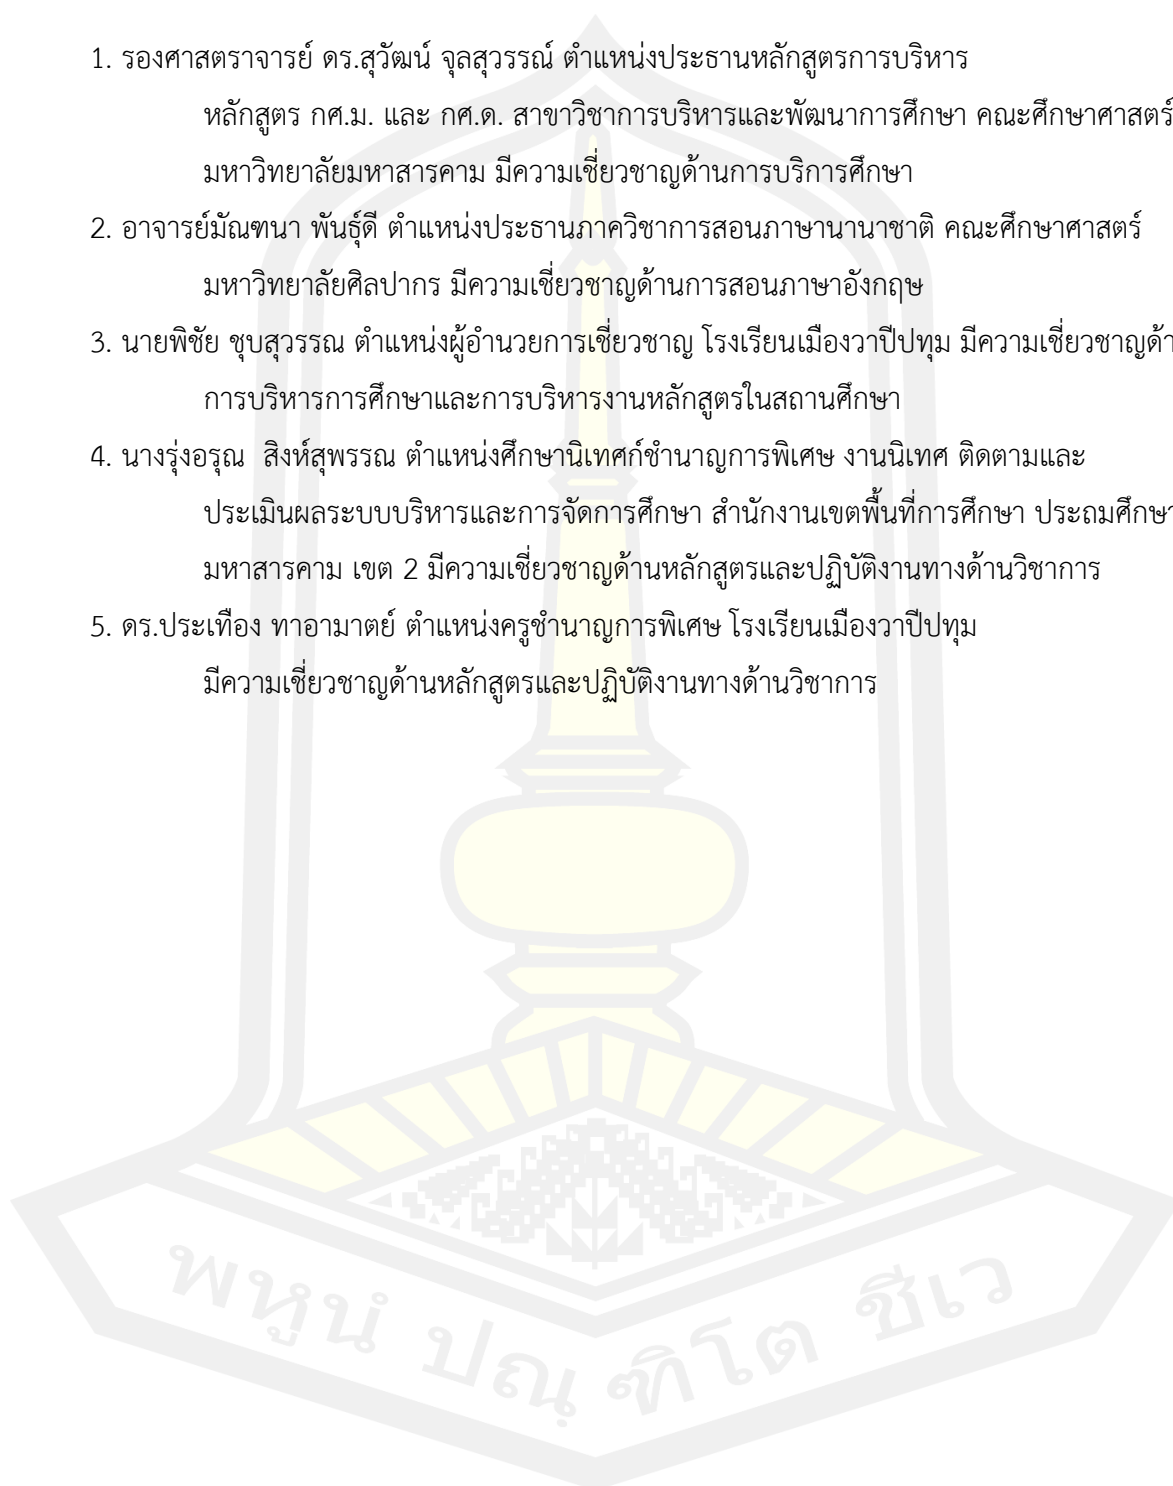 1. รองศาสตราจารย์ ดร.สุวัฒน์ จุลสุวรรณ์ ตำแหน่งประธานหลักสูตรการบริหาร
หลักสูตร กศ.ม. และ กศ.ด. สาขาวิชาการบริหารและพัฒนาการศึกษา คณะศึกษาศาสตร์
มหาวิทยาลัยมหาสารคาม มีความเชี่ยวชาญด้านการบริการศึกษา
2. อาจารย์มัณฑนา พันธุ์ดี ตำแหน่งประธานภาควิชาการสอนภาษานานาชาติ คณะศึกษาศาสตร์
มหาวิทยาลัยศิลปากร มีความเชี่ยวชาญด้านการสอนภาษาอังกฤษ
3. นายพิชัย ชุบสุวรรณ ตำแหน่งผู้อำนวยการเชี่ยวชาญ โรงเรียนเมืองวาปีปทุม มีความเชี่ยวชาญด้า
การบริหารการศึกษาและการบริหารงานหลักสูตรในสถานศึกษา
4. นางรุ่งอรุณ สิงห์สุพรรณ ตำแหน่งศึกษานิเทศก์ชำนาญการพิเศษ งานนิเทศ ติดตามและ
ประเมินผลระบบบริหารและการจัดการศึกษา สำนักงานเขตพื้นที่การศึกษา ประถมศึกษา
มหาสารคาม เขต 2 มีความเชี่ยวชาญด้านหลักสูตรและปฏิบัติงานทางด้านวิชาการ
5. ดร.ประเทือง ทาอามาตย์ ตำแหน่งครูชำนาญการพิเศษ โรงเรียนเมืองวาปีปทุม
มีความเชี่ยวชาญด้านหลักสูตรและปฏิบัติงานทางด้านวิชาการ
พหูนํ ปณฺ ฑิโต ชีเว